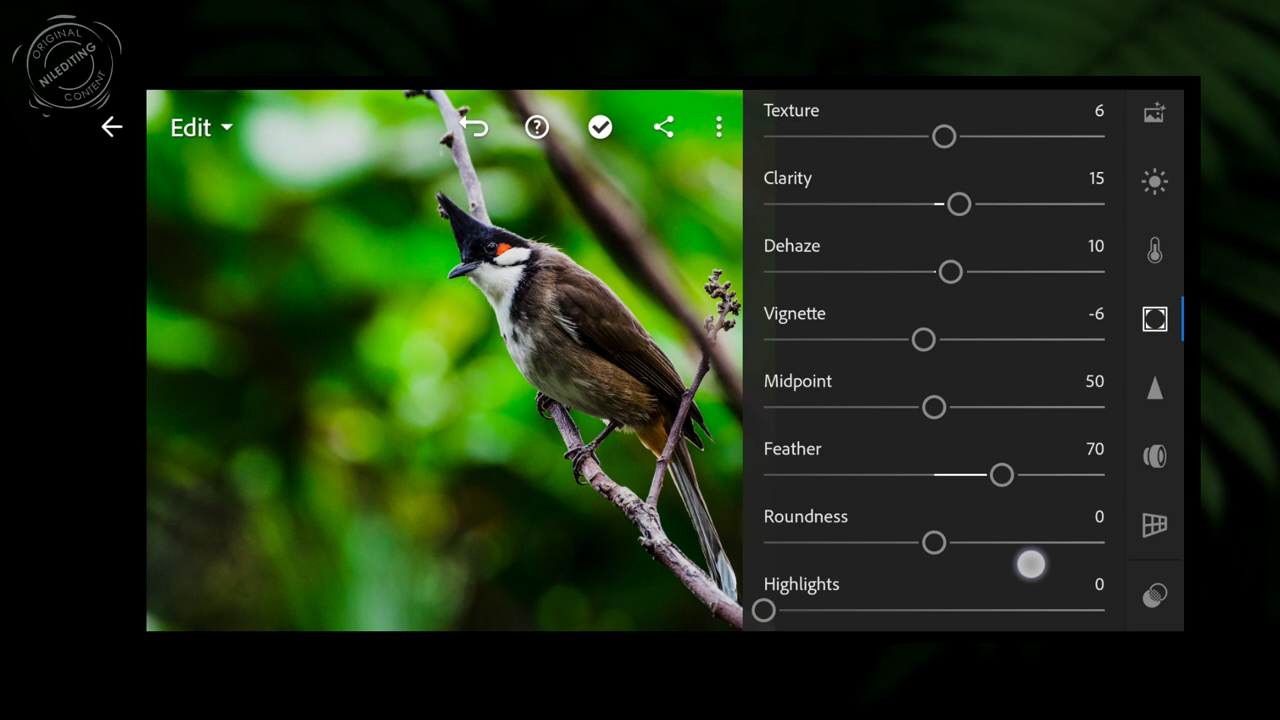 ORIGINAL
NILEDITING
CONTENT
Edit
Texture 6
Clarity 15
Dehaze 10
Vignette -6
Midpoint 50
Feather 70
Roundness 0
Highlights 0